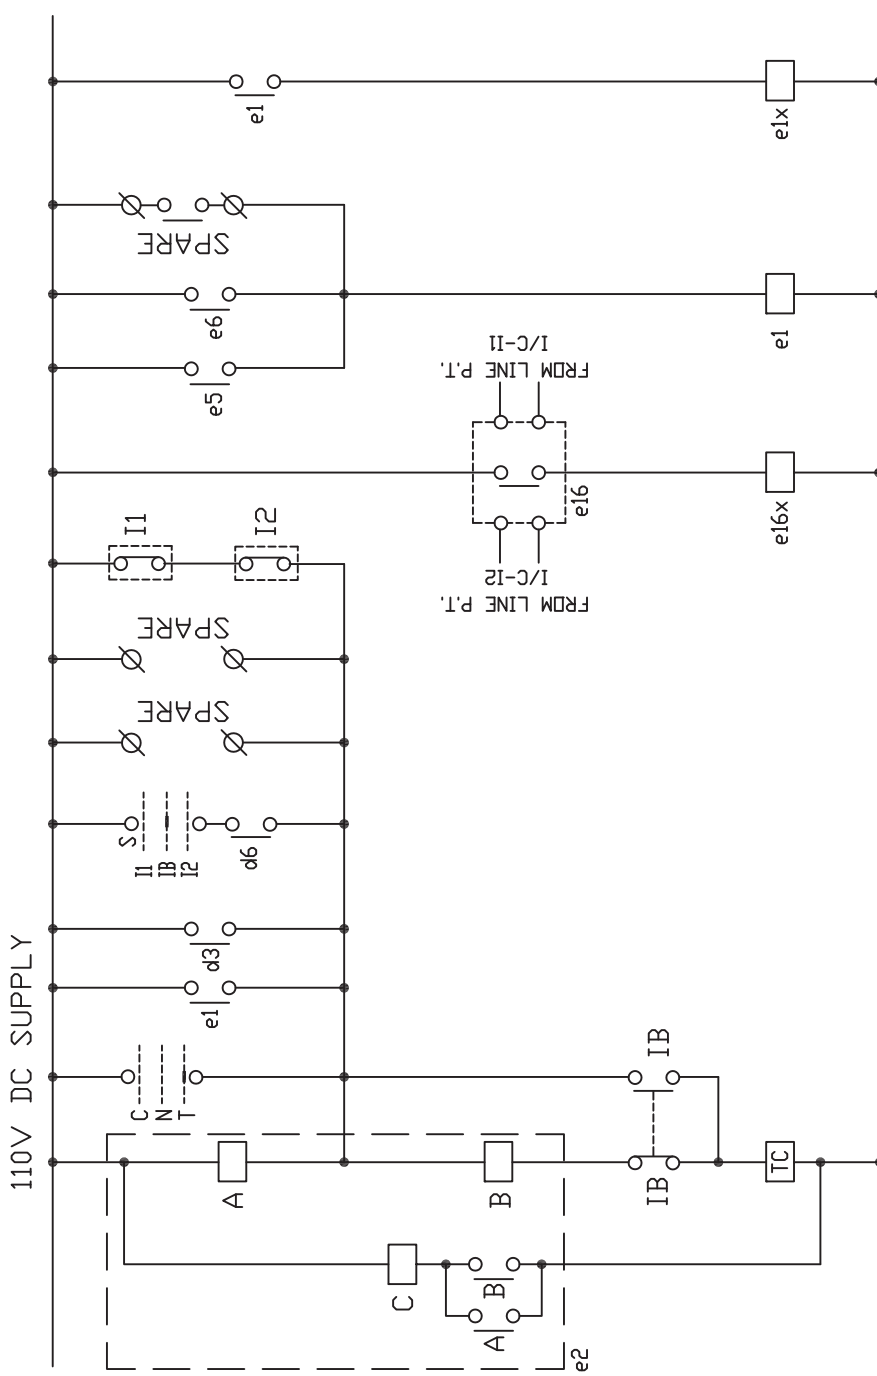 110V DC SUPPLY
e1
e1x
SPARE
e6
e1
e5
FROM LINE P.T.
I/C-I1
e16
e16x
FROM LINE P.T.
I/C-I2
I1
I2
SPARE
SPARE
S
I1
IB
I2
d6
d3
e1
C
N
T
IB
IB
TC
A
B
C
B
A
e2